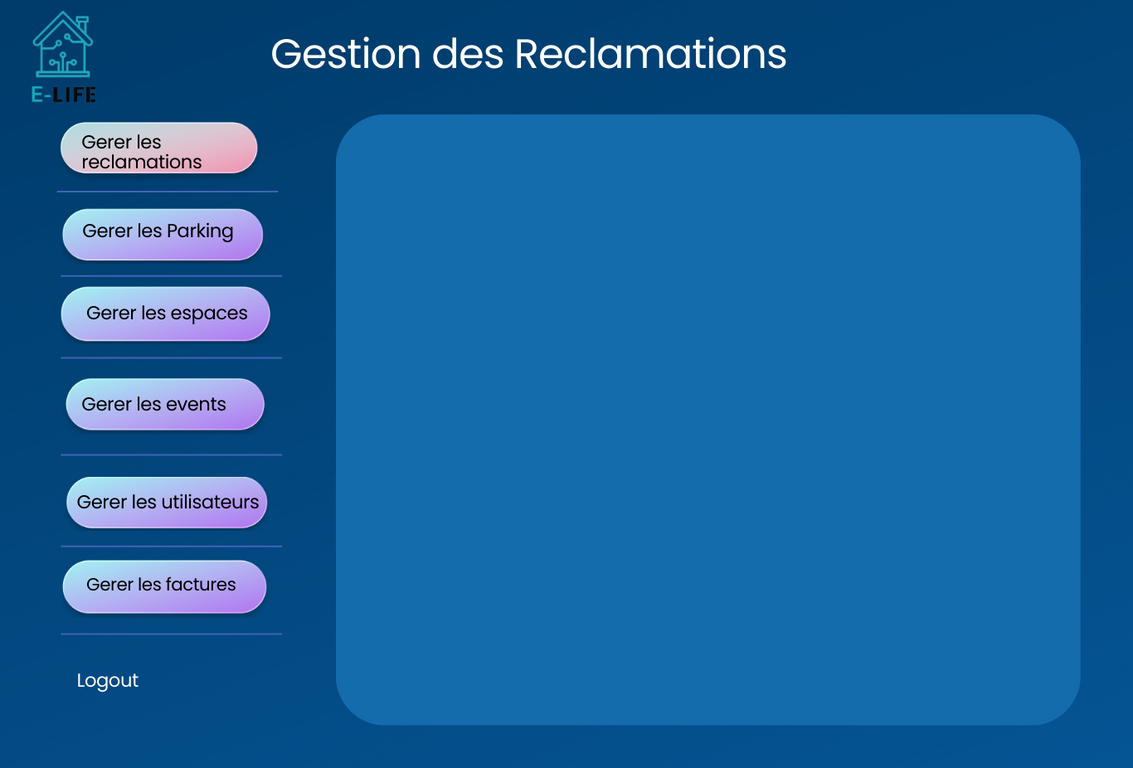 Gestion des Reclamations
E-LIFE
Gerer les
reclamations
Gerer les Parking
Gerer les espaces
Gerer les events
Gerer les utilisateurs
Gerer les factures
Logout